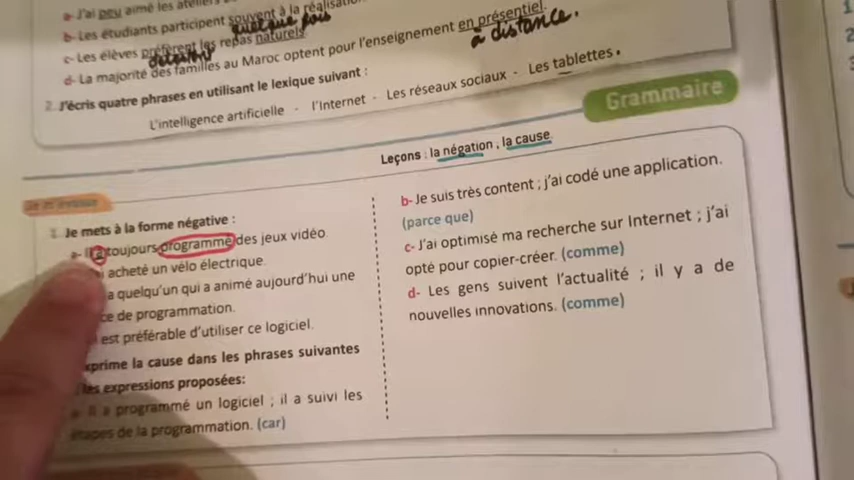 a- J'ai peu aimé les ateliers
b- Les étudiants participent souvent à la réalisation
quelque fois
c- Les élèves préfèrent les repas naturels
détestent
d- La majorité des familles au Maroc optent pour l'enseignement en présentiel.
à distance.
2. J'écris quatre phrases en utilisant le lexique suivant :
L'intelligence artificielle - l'Internet - Les réseaux sociaux - Les tablettes.
Grammaire
Leçons : la négation ; la cause
Je m'évalue
1. Je mets à la forme négative :
a- Il a toujours programmé des jeux vidéo
acheté un vélo électrique.
a quelqu'un qui a animé aujourd'hui une
de programmation.
est préférable d'utiliser ce logiciel.
xprime la cause dans les phrases suivantes
les expressions proposées:
Il a programmé un logiciel ; il a suivi les
étapes de la programmation. (car)
b- Je suis très content ; j'ai codé une application.
(parce que)
c- J'ai optimisé ma recherche sur Internet ; j'ai
opté pour copier-créer. (comme)
d- Les gens suivent l'actualité ; il y a de
nouvelles innovations. (comme)